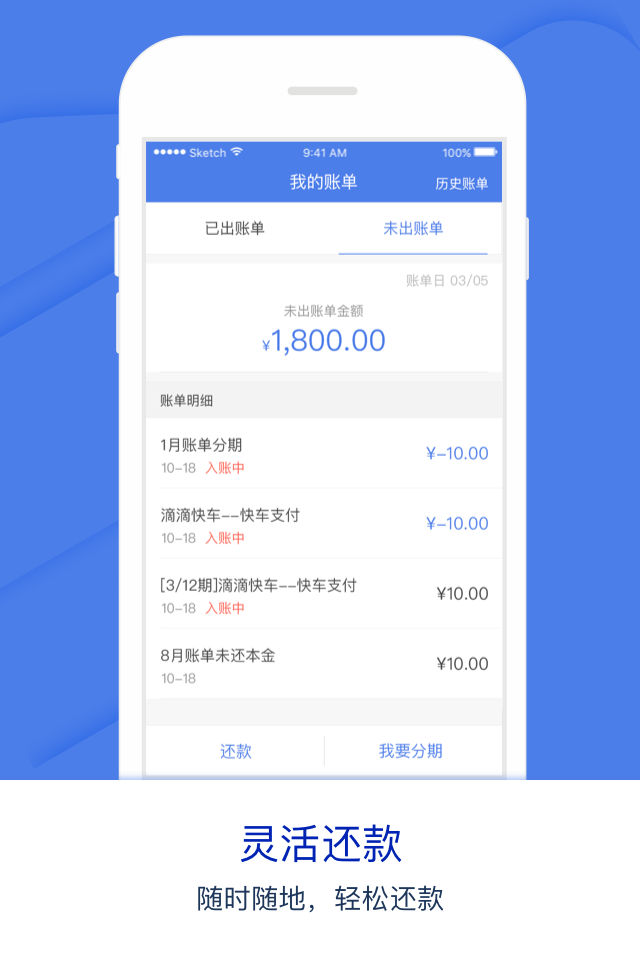 ●●●●● Sketch 9:41 AM 100%
我的账单 历史账单
已出账单 未出账单
账单日 03/05
未出账单金额
¥1,800.00
账单明细
1月账单分期 ¥-10.00
10-18 入账中
滴滴快车--快车支付 ¥-10.00
10-18 入账中
[3/12期]滴滴快车--快车支付 ¥10.00
10-18 入账中
8月账单未还本金 ¥10.00
10-18
还款 我要分期
灵活还款
随时随地，轻松还款